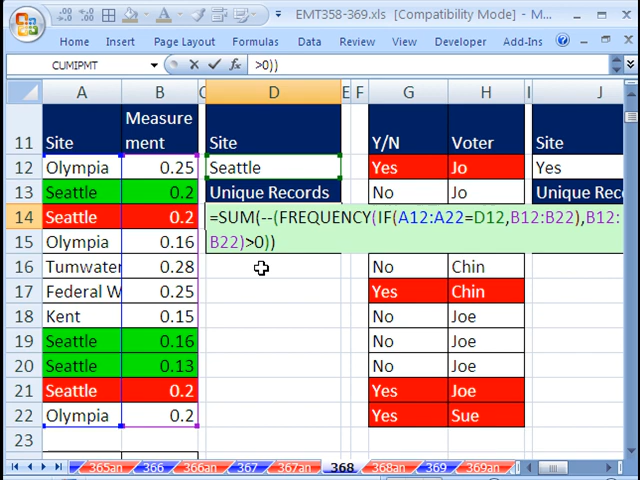 EMT358-369.xls [Compatibility Mode] - M...
Home Insert Page Layout Formulas Data Review View Developer Add-Ins
CUMIPMT fx >0))
A B C D E F G H I J
11 Site Measure ment Site Y/N Voter Site
12 Olympia 0.25 Seattle Yes Jo Yes
13 Seattle 0.2 Unique Records No Jo Unique Reco
14 Seattle 0.2 =SUM(--(FREQUENCY(IF(A12:A22=D12,B12:B22),B12:
15 Olympia 0.16 B22)>0))
16 Tumwater 0.28 No Chin
17 Federal W 0.25 Yes Chin
18 Kent 0.15 No Joe
19 Seattle 0.16 No Joe
20 Seattle 0.13 No Joe
21 Seattle 0.2 Yes Joe
22 Olympia 0.2 Yes Sue
23
365an 366 366an 367 367an 368 368an 369 369an